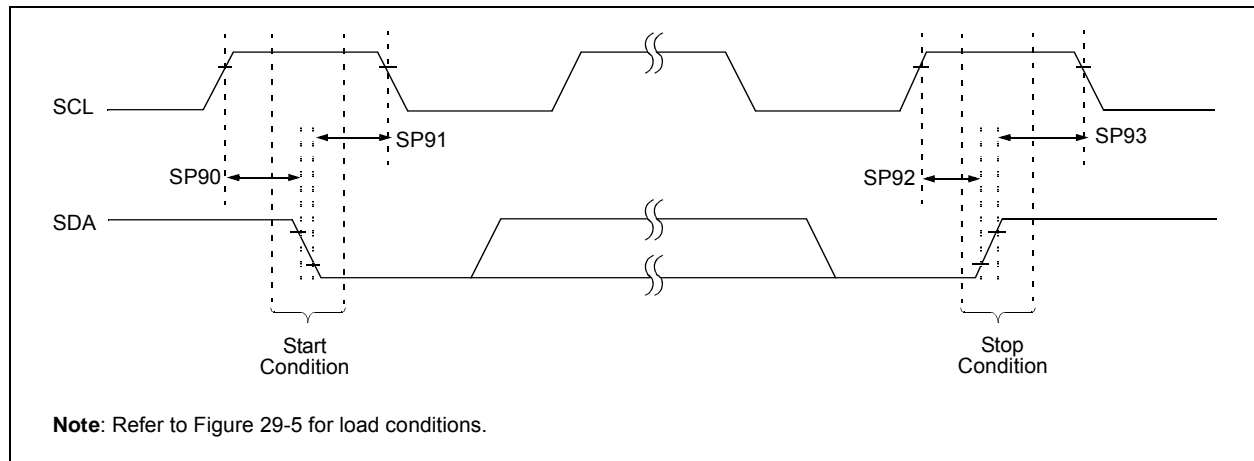 SCL
SP91
SP93
SP90
SP92
SDA
Start
Condition
Stop
Condition
Note: Refer to Figure 29-5 for load conditions.